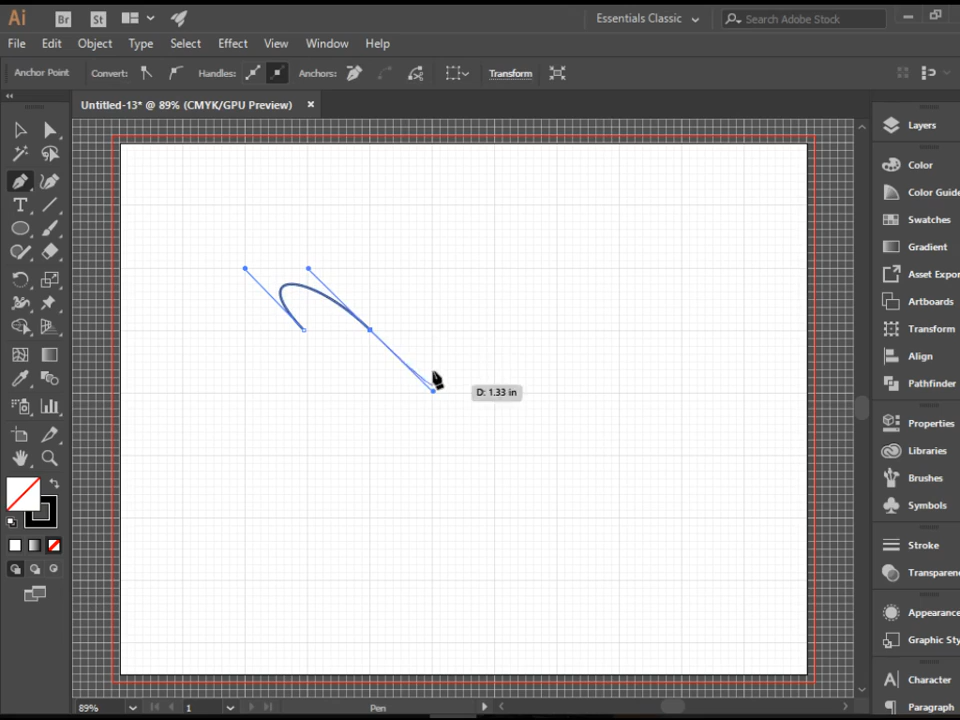 Ai Br St Essentials Classic Search Adobe Stock
File Edit Object Type Select Effect View Window Help
Anchor Point Convert: Handles: Anchors: Transform
Untitled-13* @ 89% (CMYK/GPU Preview) ×
Layers
Color
Color Guide
Swatches
Gradient
Asset Expor
Artboards
Transform
Align
Pathfinder
D: 1.33 in
Properties
Libraries
Brushes
Symbols
Stroke
Transparen
Appearance
Graphic Sty
Character
Paragraph
89% 1 Pen